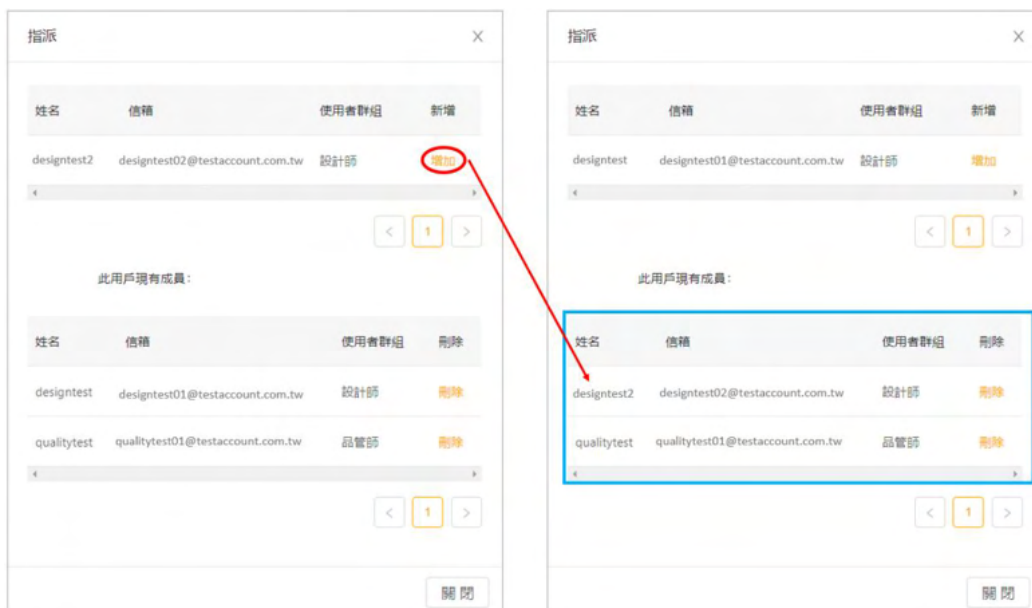 指派 X
姓名 信箱 使用者群組 新增
designtest2 designtest02@testaccount.com.tw 設計師 增加
< 1 >
此用戶現有成員：
姓名 信箱 使用者群組 刪除
designtest designtest01@testaccount.com.tw 設計師 刪除
qualitytest qualitytest01@testaccount.com.tw 品管師 刪除
< 1 >
關 閉
指派 X
姓名 信箱 使用者群組 新增
designtest designtest01@testaccount.com.tw 設計師 增加
< 1 >
此用戶現有成員：
姓名 信箱 使用者群組 刪除
designtest2 designtest02@testaccount.com.tw 設計師 刪除
qualitytest qualitytest01@testaccount.com.tw 品管師 刪除
< 1 >
關 閉